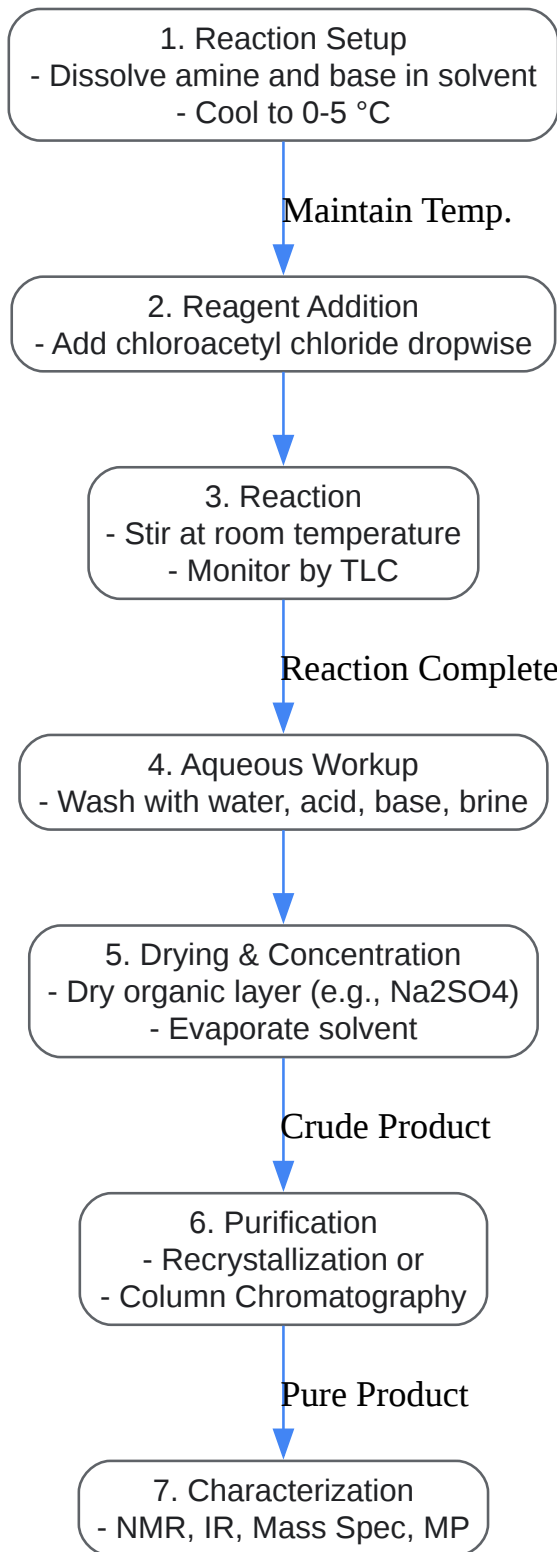 1. Reaction Setup
- Dissolve amine and base in solvent
- Cool to 0-5 °C
Maintain Temp.
2. Reagent Addition
- Add chloroacetyl chloride dropwise
3. Reaction
- Stir at room temperature
- Monitor by TLC
Reaction Complete
4. Aqueous Workup
- Wash with water, acid, base, brine
5. Drying & Concentration
- Dry organic layer (e.g., Na2SO4)
- Evaporate solvent
Crude Product
6. Purification
- Recrystallization or
- Column Chromatography
Pure Product
7. Characterization
- NMR, IR, Mass Spec, MP